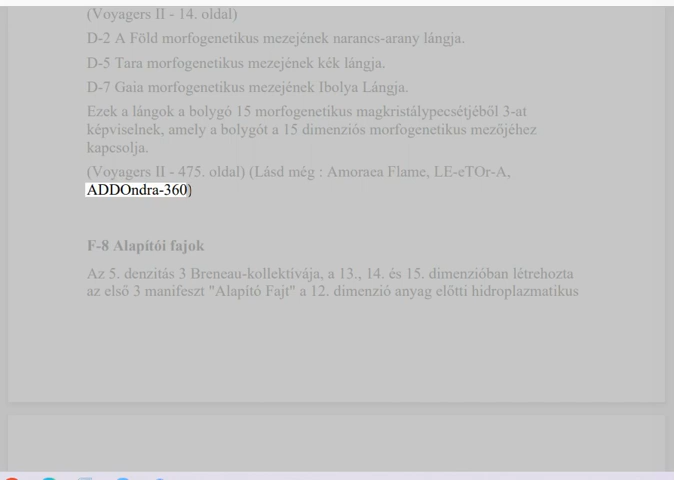 (Voyagers II - 14. oldal)
D-2 A Föld morfogenetikus mezejének narancs-arany lángja.
D-5 Tara morfogenetikus mezejének kék lángja.
D-7 Gaia morfogenetikus mezejének Ibolya Lángja.
Ezek a lángok a bolygó 15 morfogenetikus magkristálypecsétjéből 3-at
képviselnek, amely a bolygót a 15 dimenziós morfogenetikus mezőjéhez
kapcsolja.
(Voyagers II - 475. oldal) (Lásd még : Amoraea Flame, LE-eTOr-A,
ADDOndra-360)
F-8 Alapítói fajok
Az 5. denzitás 3 Breneau-kollektívája, a 13., 14. és 15. dimenzióban létrehozta
az első 3 manifeszt "Alapító Fajt" a 12. dimenzió anyag előtti hidroplazmatikus